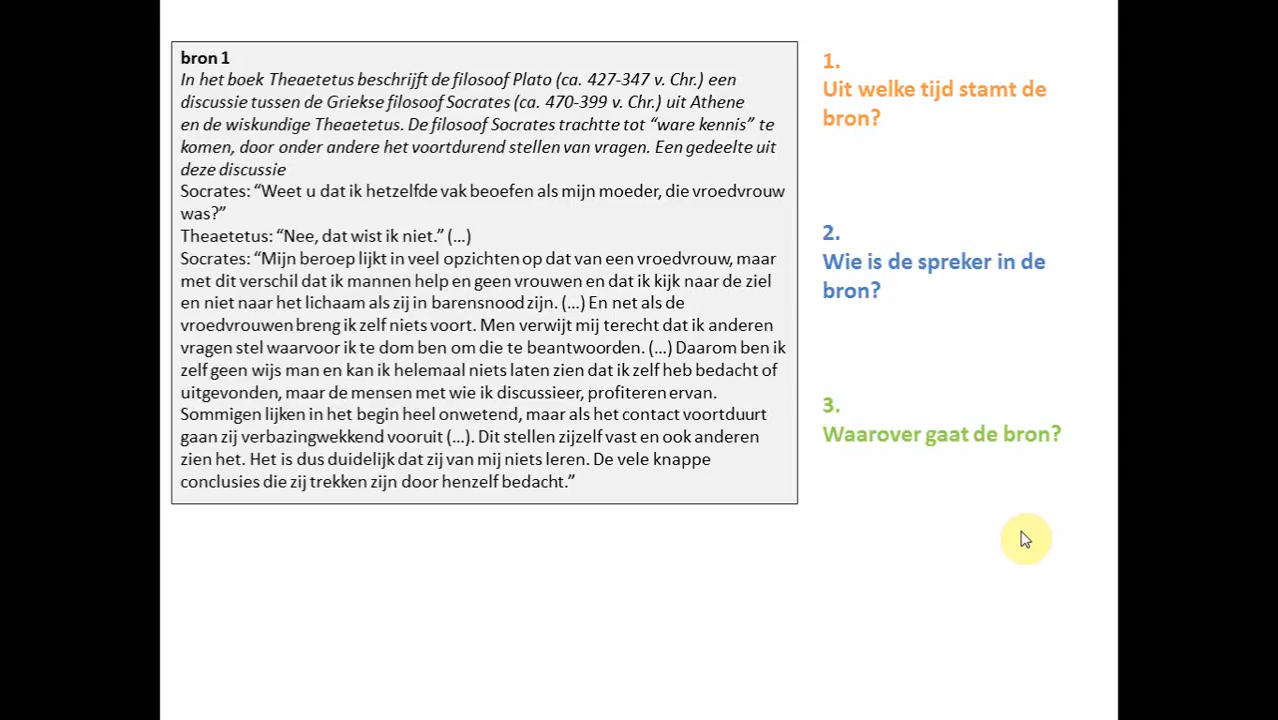 bron 1
In het boek Theaetetus beschrijft de filosoof Plato (ca. 427-347 v. Chr.) een
discussie tussen de Griekse filosoof Socrates (ca. 470-399 v. Chr.) uit Athene
en de wiskundige Theaetetus. De filosoof Socrates trachtte tot “ware kennis” te
komen, door onder andere het voortdurend stellen van vragen. Een gedeelte uit
deze discussie
Socrates: “Weet u dat ik hetzelfde vak beoefen als mijn moeder, die vroedvrouw
was?”
Theaetetus: “Nee, dat wist ik niet.” (…)
Socrates: “Mijn beroep lijkt in veel opzichten op dat van een vroedvrouw, maar
met dit verschil dat ik mannen help en geen vrouwen en dat ik kijk naar de ziel
en niet naar het lichaam als zij in barensnood zijn. (…) En net als de
vroedvrouwen breng ik zelf niets voort. Men verwijt mij terecht dat ik anderen
vragen stel waarvoor ik te dom ben om die te beantwoorden. (…) Daarom ben ik
zelf geen wijs man en kan ik helemaal niets laten zien dat ik zelf heb bedacht of
uitgevonden, maar de mensen met wie ik discussieer, profiteren ervan.
Sommigen lijken in het begin heel onwetend, maar als het contact voortduurt
gaan zij verbazingwekkend vooruit (…). Dit stellen zijzelf vast en ook anderen
zien het. Het is dus duidelijk dat zij van mij niets leren. De vele knappe
conclusies die zij trekken zijn door henzelf bedacht.”
1.
Uit welke tijd stamt de
bron?
2.
Wie is de spreker in de
bron?
3.
Waarover gaat de bron?